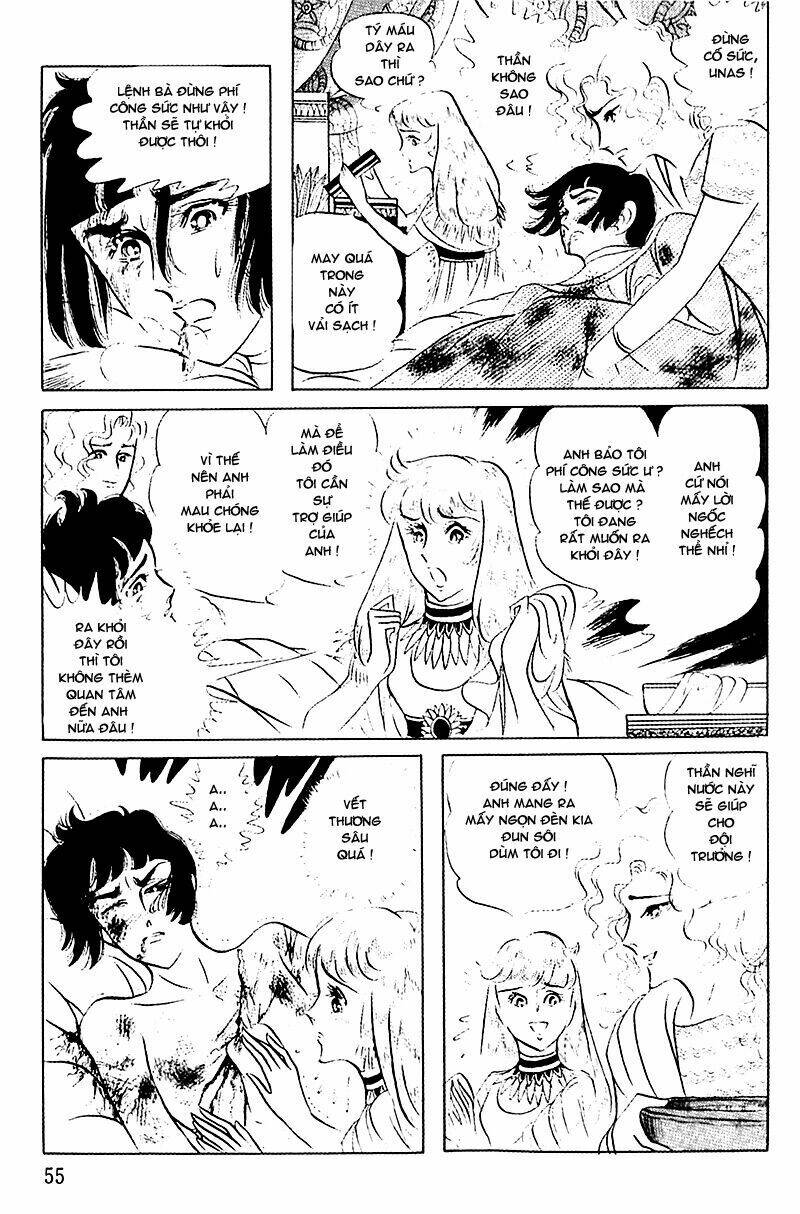 ĐỪNG
CỐ SỨC,
UNAS !
THẦN
KHÔNG
SAO
ĐÂU !
TÝ MÁU
DÂY RA
THÌ
SAO CHỨ ?
MAY QUÁ
TRONG
NÀY
CÓ ÍT
VẢI SẠCH !
LỆNH BÀ ĐỪNG PHÍ
CÔNG SỨC NHƯ VẬY !
THẦN SẼ TỰ KHỎI
ĐƯỢC THÔI !
ANH
CỨ NÓI
MẤY LỜI
NGỐC
NGHẾCH
THẾ NHỈ !
ANH BẢO TÔI
PHÍ CÔNG SỨC Ư ?
LÀM SAO MÀ
THẾ ĐƯỢC ?
TÔI ĐANG
RẤT MUỐN RA
KHỎI ĐÂY !
MÀ ĐỂ
LÀM ĐIỀU
ĐÓ
TÔI CẦN
SỰ
TRỢ GIÚP
CỦA
ANH !
VÌ THẾ
NÊN ANH
PHẢI
MAU CHÓNG
KHỎE LẠI !
RA KHỎI
ĐÂY RỒI
THÌ TÔI
KHÔNG THÈM
QUAN TÂM
ĐẾN ANH
NỮA ĐÂU !
THẦN NGHĨ
NƯỚC NÀY
SẼ GIÚP
CHO
ĐỘI
TRƯỞNG !
ĐÚNG ĐẤY !
ANH MANG RA
MẤY NGỌN ĐÈN KIA
ĐUN SÔI
DÙM TÔI ĐI !
VẾT
THƯƠNG
SÂU
QUÁ !
A..
A..
A..
55